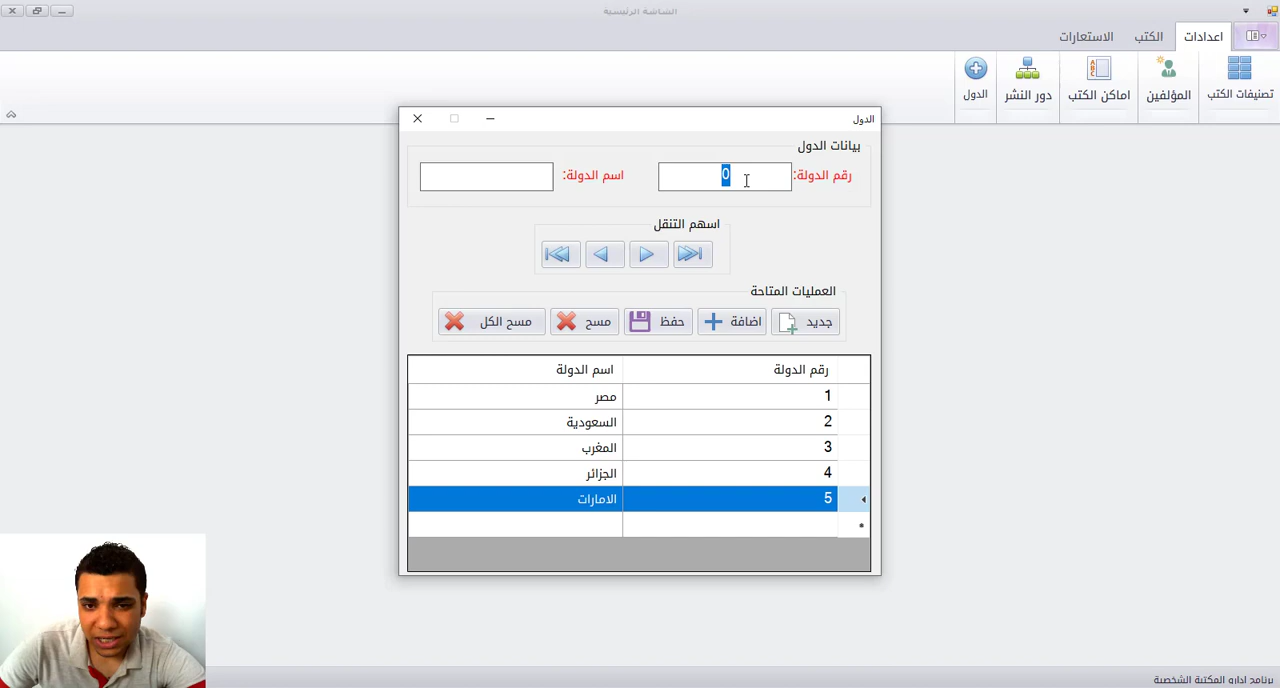 الشاشة الرئيسية
اعدادات
الكتب
الاستعارات
تصنيفات الكتب
المؤلفين
اماكن الكتب
دور النشر
الدول
الدول
بيانات الدول
رقم الدولة: 0
اسم الدولة:
اسهم التنقل
العمليات المتاحة
جديد
اضافة
حفظ
مسح
مسح الكل
رقم الدولة اسم الدولة
1 مصر
2 السعودية
3 المغرب
4 الجزائر
5 الامارات
برنامج ادارو المكتبة الشخصية